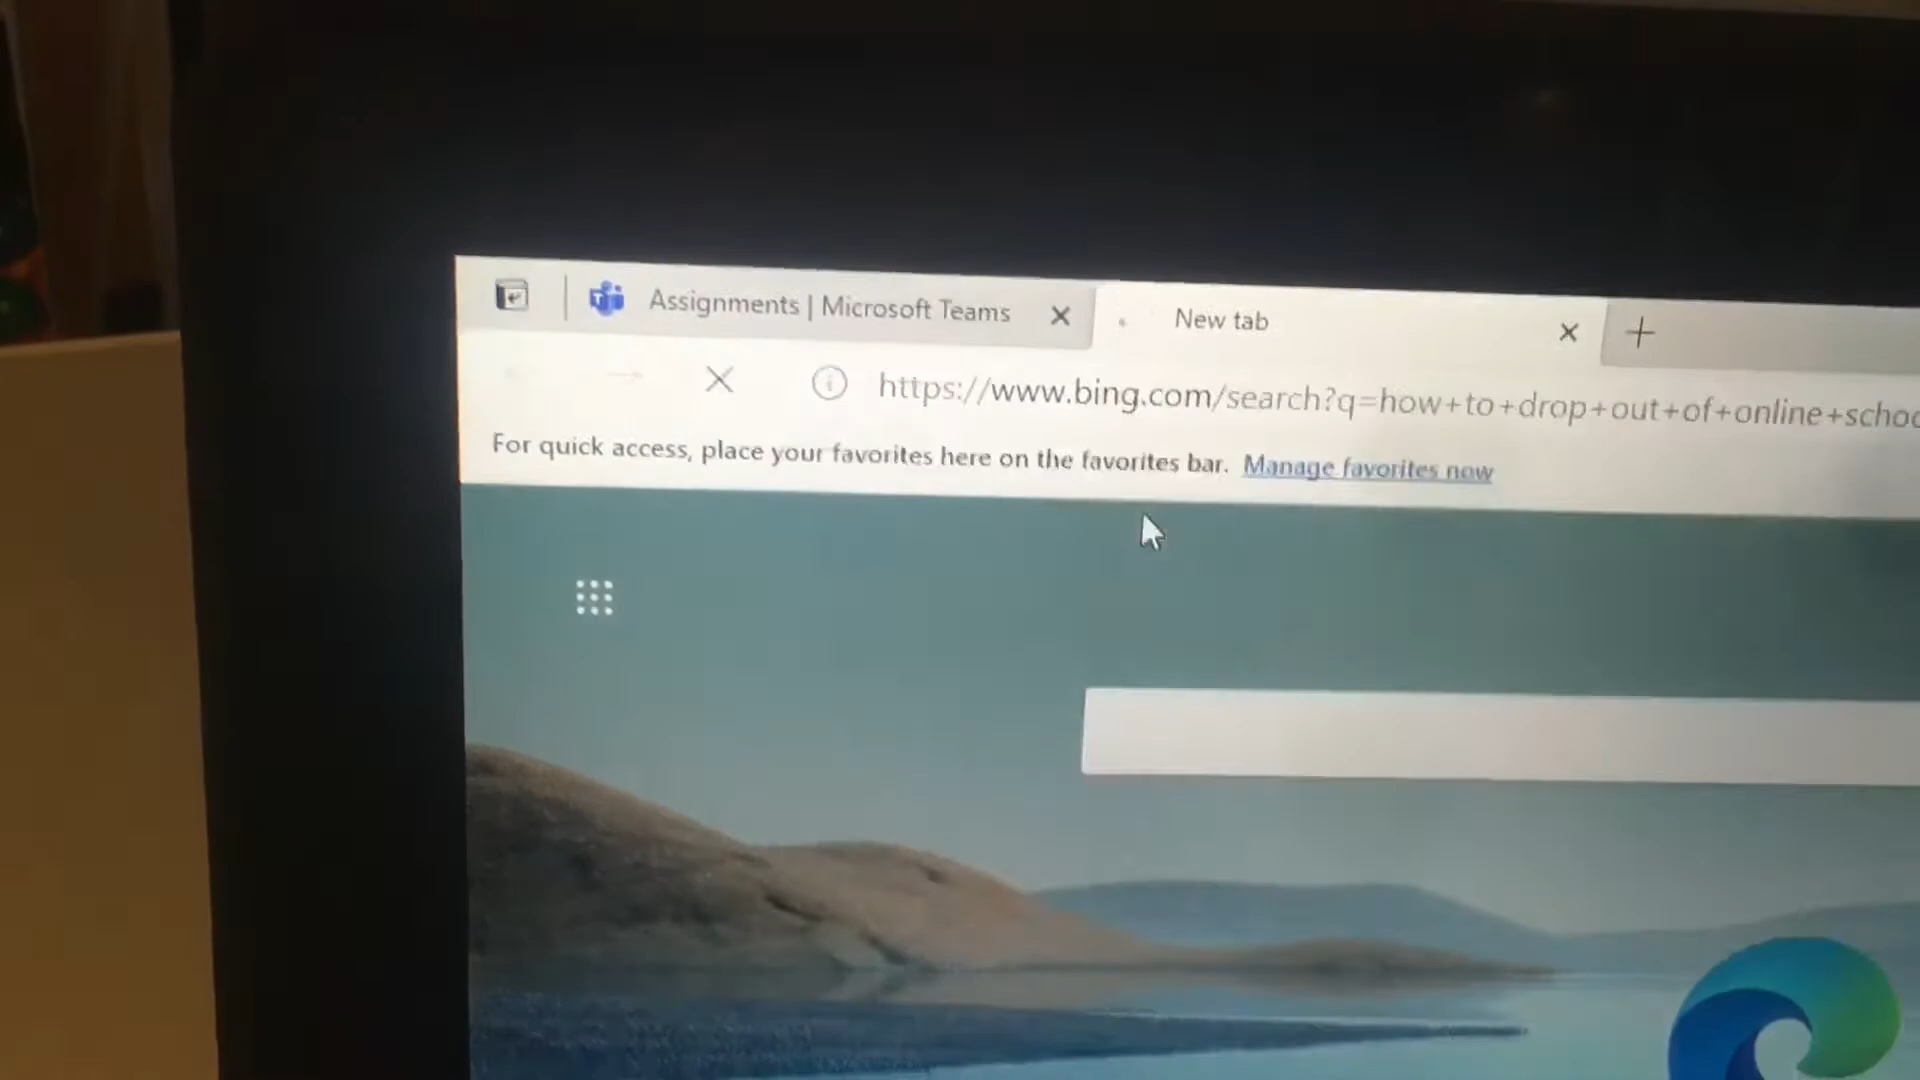 Assignments | Microsoft Teams
New tab
https://www.bing.com/search?q=how+to+drop+out+of+online+schoo
For quick access, place your favorites here on the favorites bar. Manage favorites now